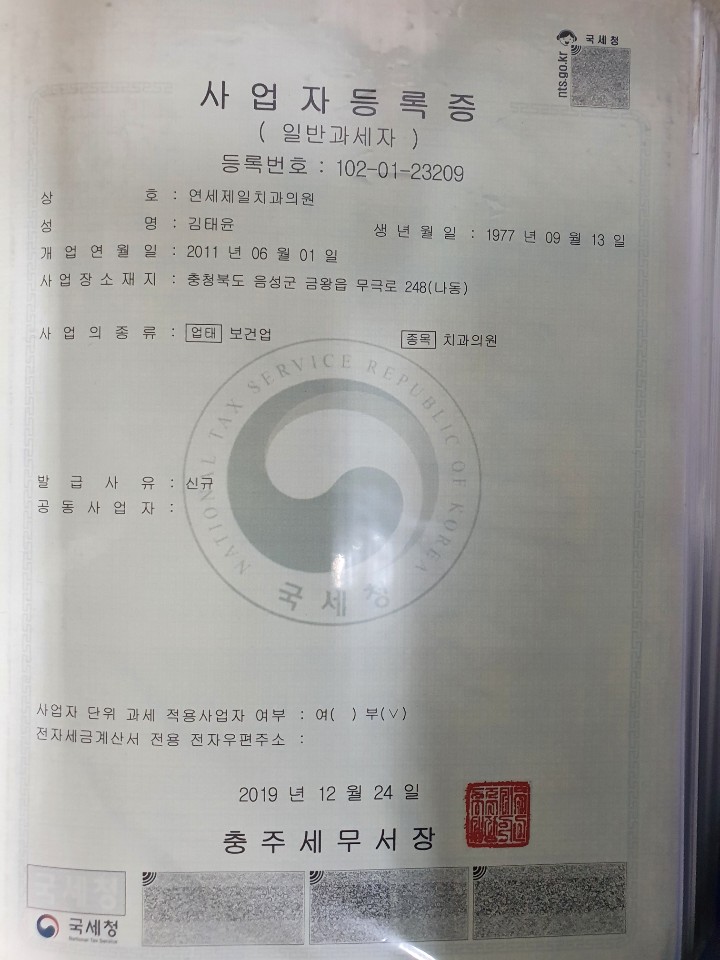 국세청
nts.go.kr
사업자등록증
( 일반과세자 )
등록번호 : 102-01-23209
상 호 : 연세제일치과의원
성 명 : 김태윤 생년월일 : 1977 년 09 월 13 일
개업연월일 : 2011 년 06 월 01 일
사업장소재지 : 충청북도 음성군 금왕읍 무극로 248(나동)
사업의종류 : 업태 보건업 종목 치과의원
NATIONAL TAX SERVICE REPUBLIC OF KOREA
발급사유 : 신규
공동사업자 :
국세청
사업자 단위 과세 적용사업자 여부 : 여( ) 부(∨)
전자세금계산서 전용 전자우편주소 :
2019 년 12 월 24 일
충주세무서장
국세청
국세청
National Tax Service